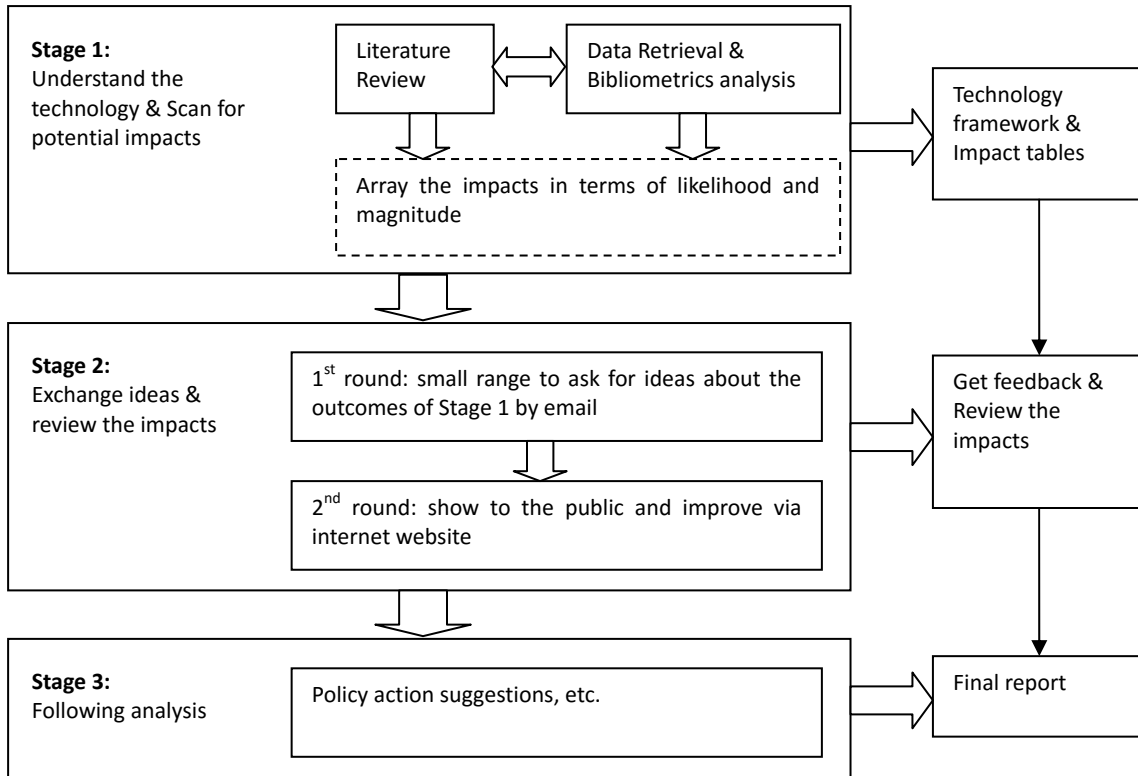 Stage 1:
Understand the
technology & Scan for
potential impacts
Literature
Review
Data Retrieval &
Bibliometrics analysis
Array the impacts in terms of likelihood and
magnitude
Technology
framework &
Impact tables
Stage 2:
Exchange ideas &
review the impacts
1st round: small range to ask for ideas about the
outcomes of Stage 1 by email
2nd round: show to the public and improve via
internet website
Get feedback &
Review the
impacts
Stage 3:
Following analysis
Policy action suggestions, etc.
Final report